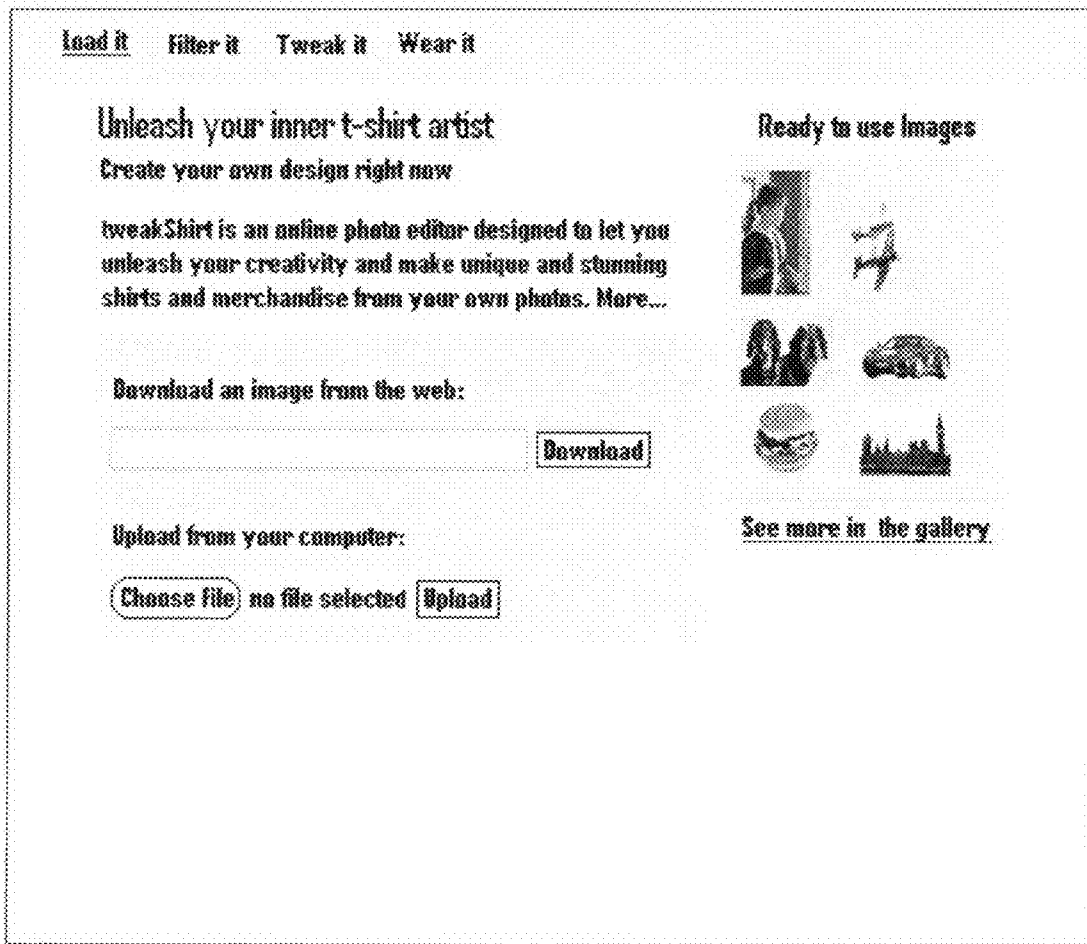 Load it Filter it Tweak it Wear it
Unleash your inner t-shirt artist
Create your own design right now
tweakShirt is an online photo editor designed to let you
unleash your creativity and make unique and stunning
shirts and merchandise from your own photos. More...
Download an image from the web:
Download
Upload from your computer:
Choose file no file selected Upload
Ready to use Images
See more in the gallery